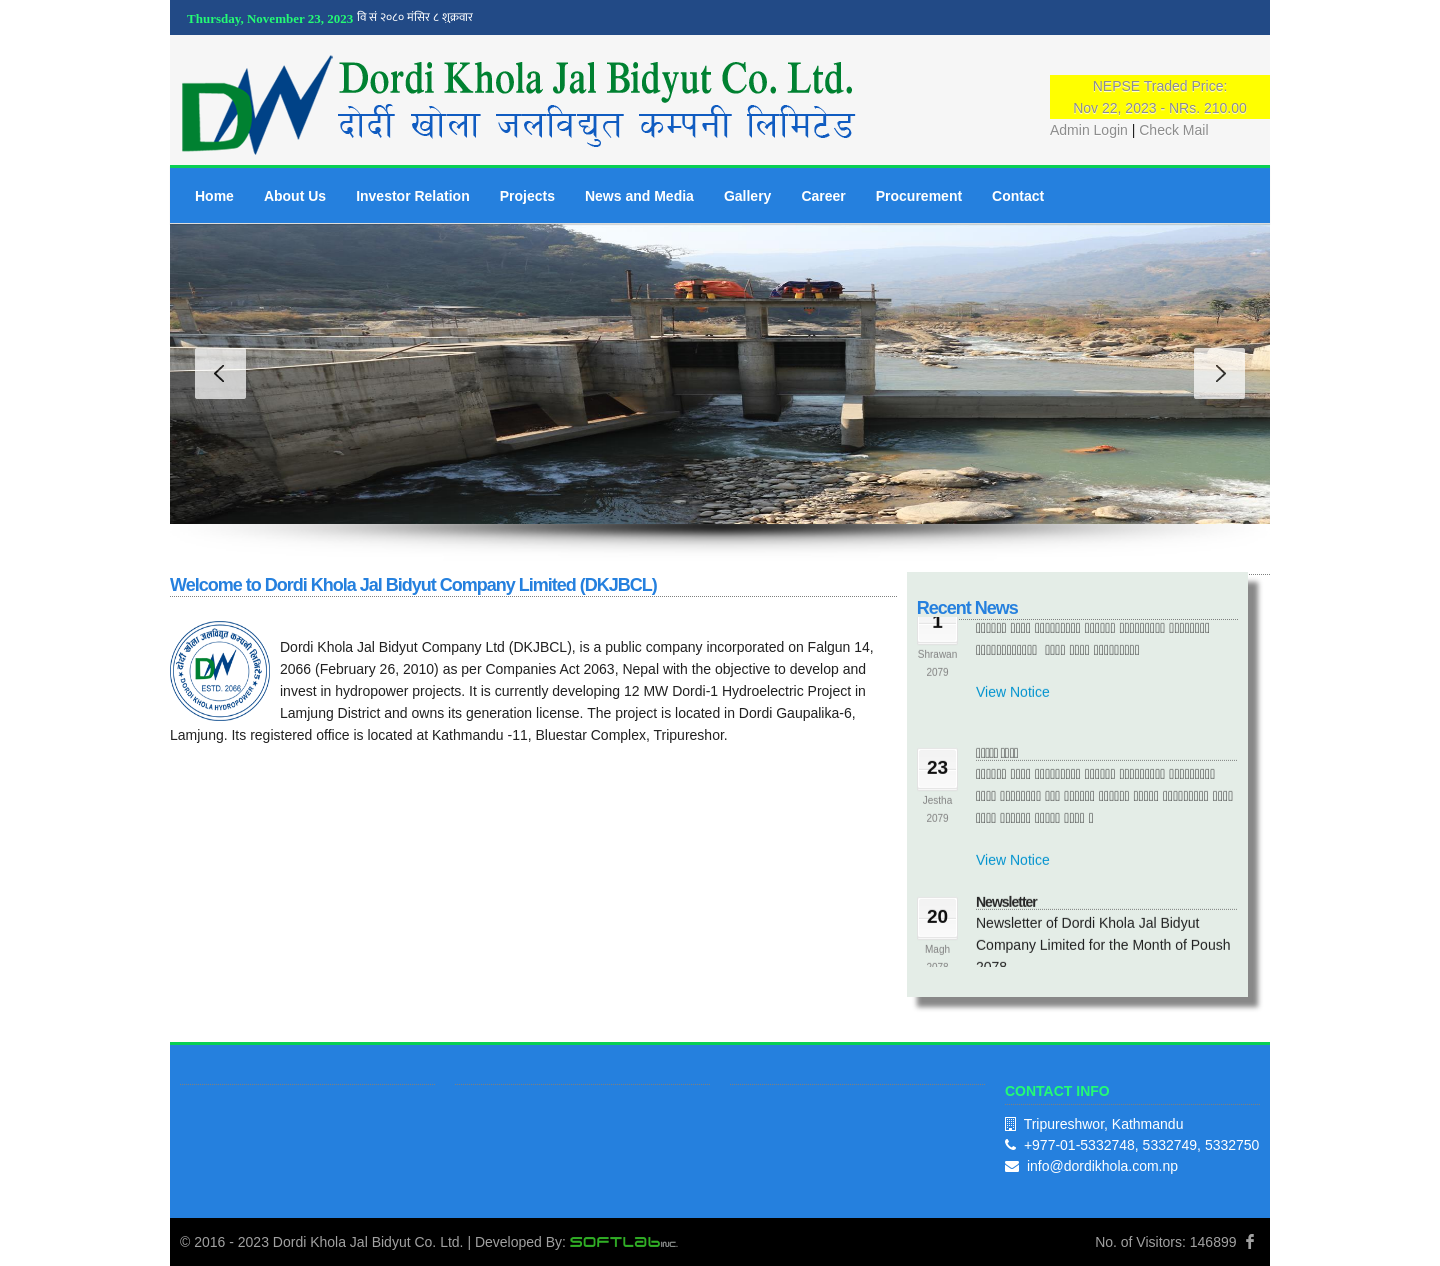 Thursday, November 23, 2023 वि सं २०८० मंसिर ८ शुक्रवार
Dordi Khola Jal Bidyut Co. Ltd.
दोर्दी खोला जलविद्युत कम्पनी लिमिटेड
NEPSE Traded Price:
Nov 22, 2023 - NRs. 210.00
Admin Login | Check Mail
Home About Us Investor Relation Projects News and Media Gallery Career Procurement Contact
Welcome to Dordi Khola Jal Bidyut Company Limited (DKJBCL)
दोर्दी खोला जलविद्युत कम्पनी लिमिटेड
ESTD. 2066
DORDI KHOLA HYDROPOWER
Dordi Khola Jal Bidyut Company Ltd (DKJBCL), is a public company incorporated on Falgun 14,
2066 (February 26, 2010) as per Companies Act 2063, Nepal with the objective to develop and
invest in hydropower projects. It is currently developing 12 MW Dordi-1 Hydroelectric Project in
Lamjung District and owns its generation license. The project is located in Dordi Gaupalika-6,
Lamjung. Its registered office is located at Kathmandu -11, Bluestar Complex, Tripureshor.
Recent News
1
Shrawan
2079
View Notice
23
Jestha
2079
View Notice
20
Magh
2078
Newsletter
Newsletter of Dordi Khola Jal Bidyut
Company Limited for the Month of Poush
2078
CONTACT INFO
Tripureshwor, Kathmandu
+977-01-5332748, 5332749, 5332750
info@dordikhola.com.np
© 2016 - 2023 Dordi Khola Jal Bidyut Co. Ltd. | Developed By: SOFTLab INC.
No. of Visitors: 146899